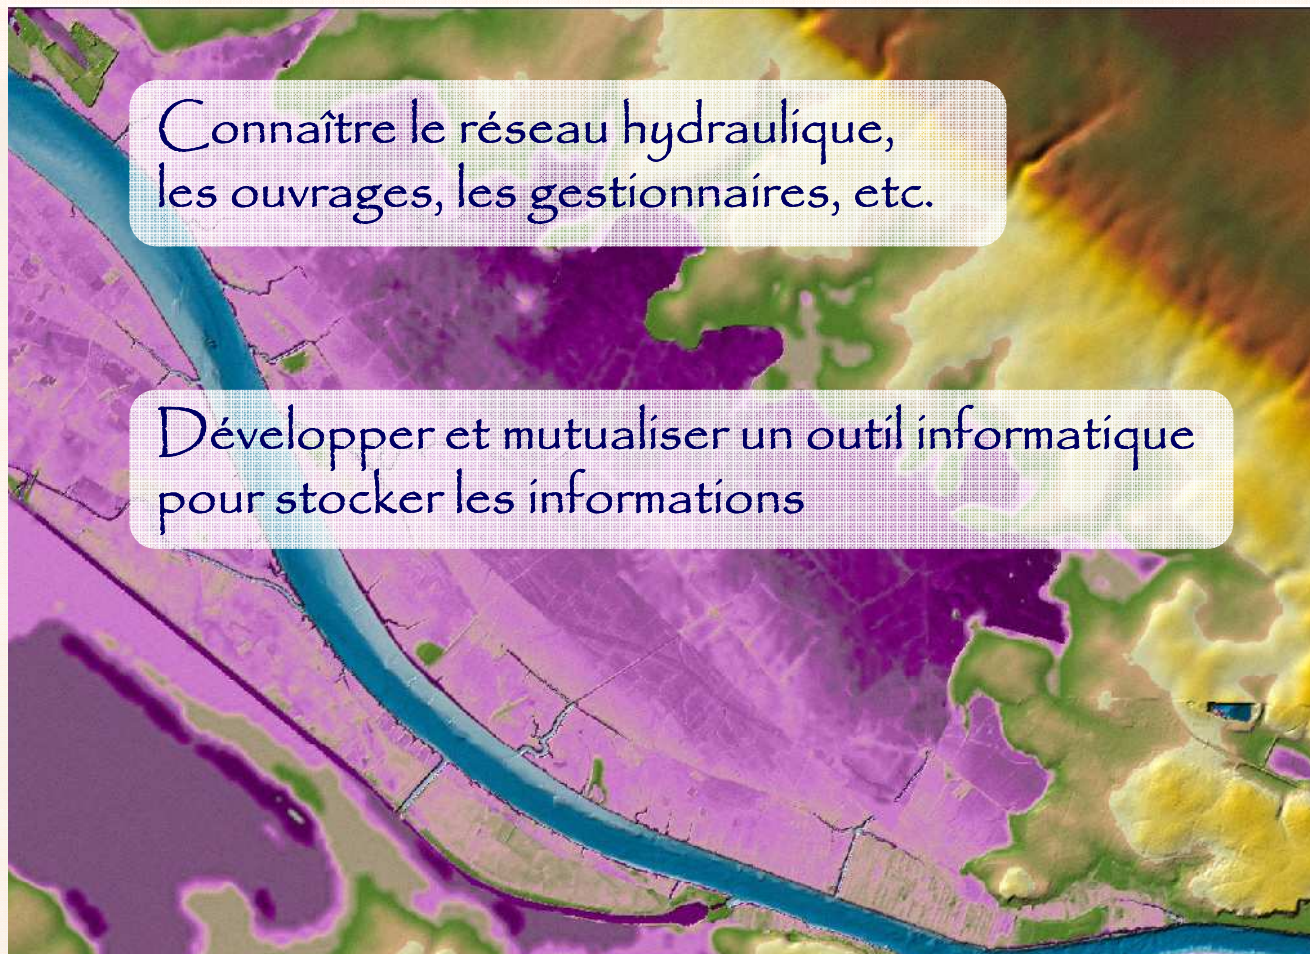 Connaître le réseau hydraulique,
les ouvrages, les gestionnaires, etc.
Développer et mutualiser un outil informatique
pour stocker les informations